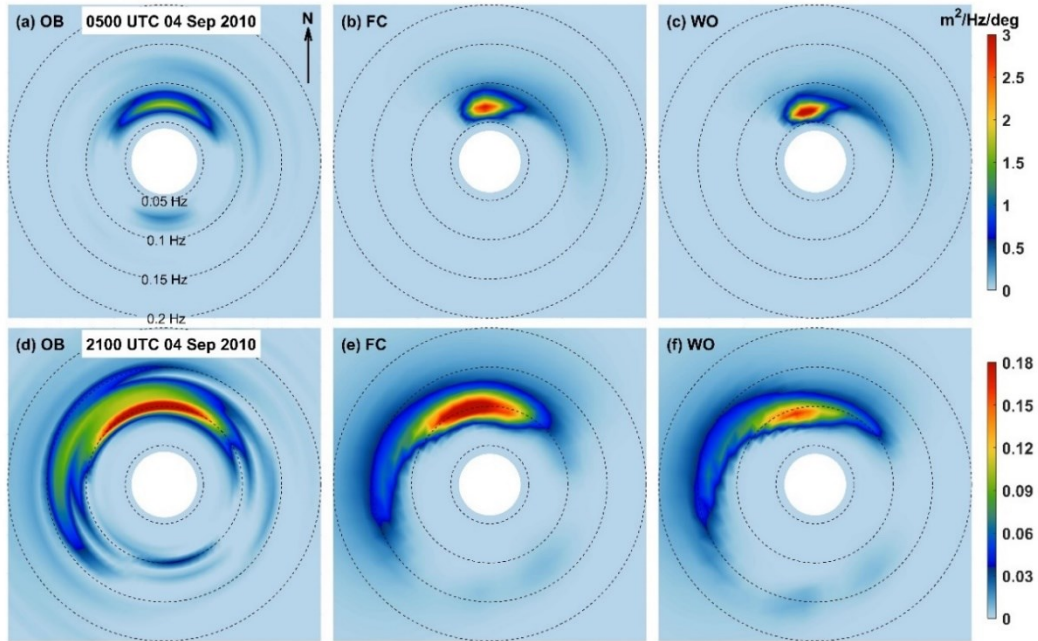 (a) OB 0500 UTC 04 Sep 2010 N
(b) FC
(c) WO
m²/Hz/deg
3
2.5
2
1.5
1
0.5
0
0.05 Hz
0.1 Hz
0.15 Hz
0.2 Hz
(d) OB 2100 UTC 04 Sep 2010
(e) FC
(f) WO
0.18
0.15
0.12
0.09
0.06
0.03
0